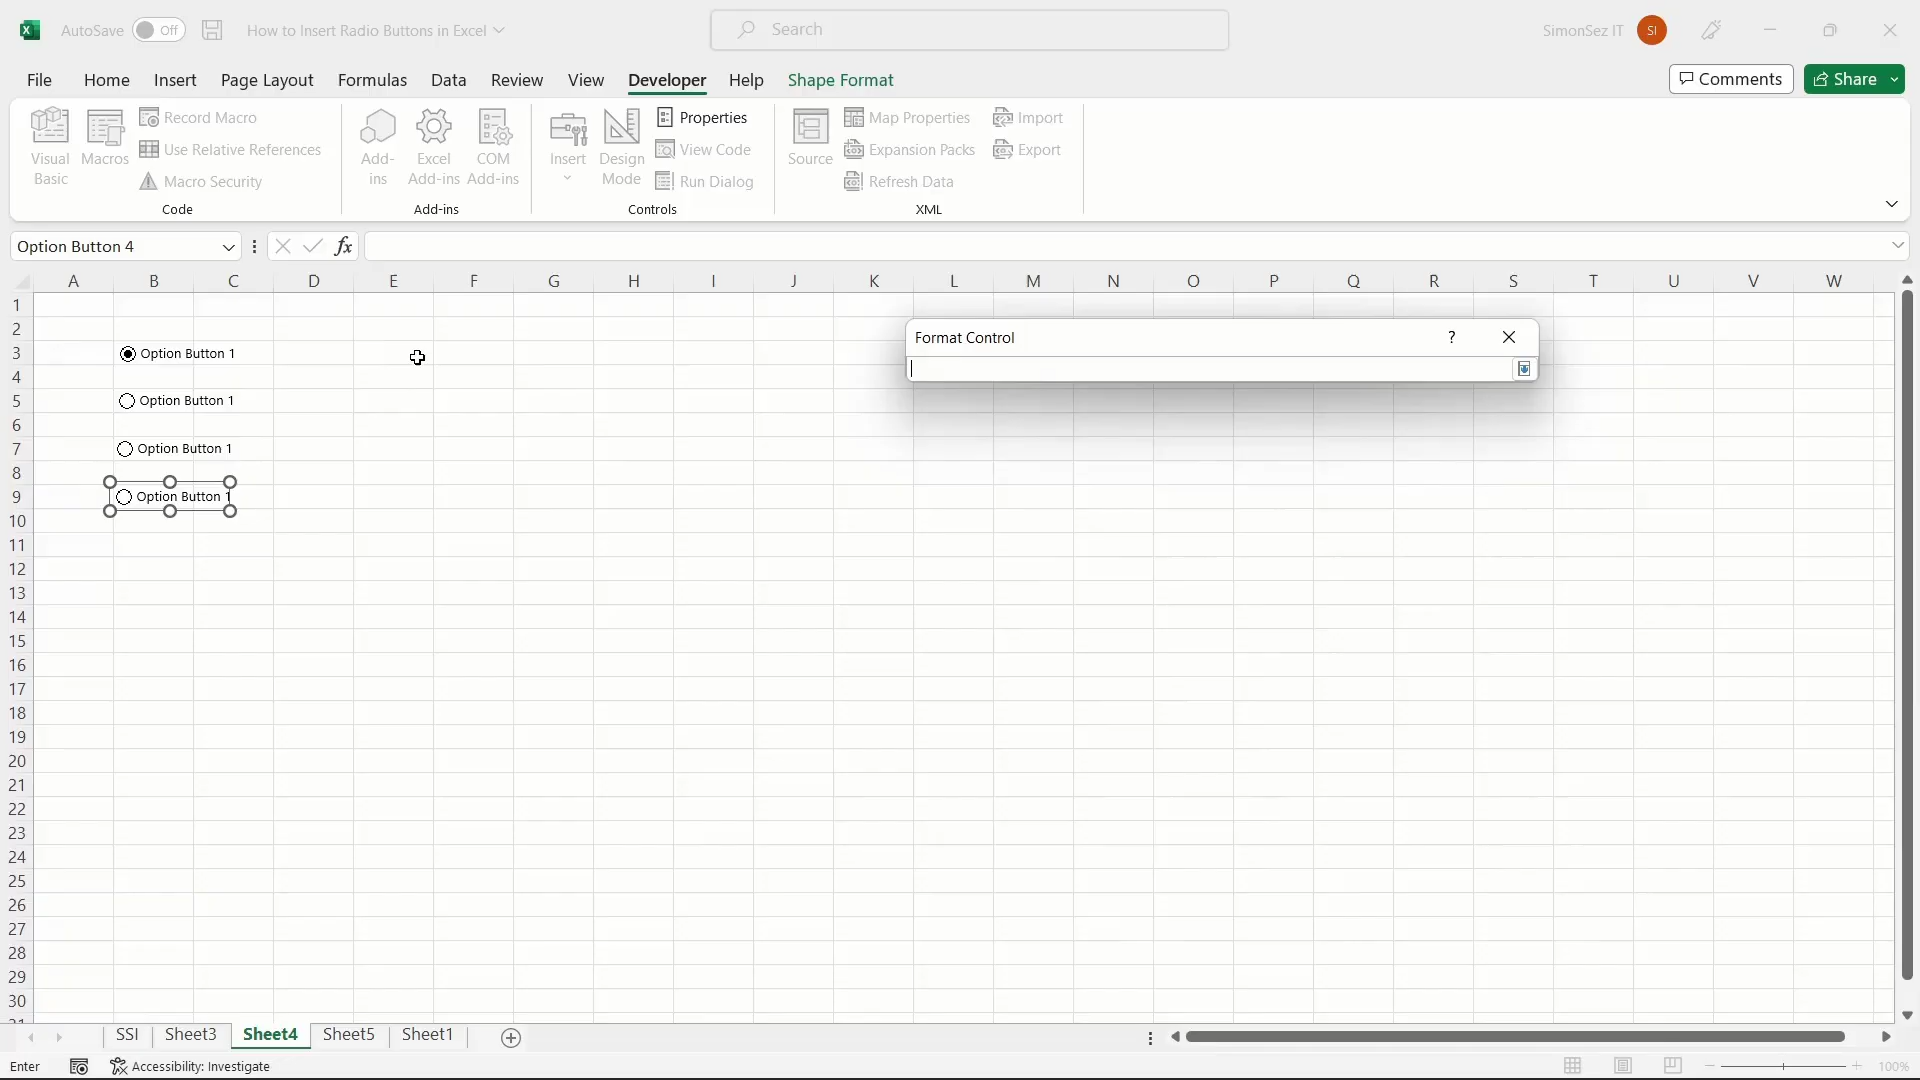 AutoSave Off How to Insert Radio Buttons in Excel Search SimonSez IT SI
File Home Insert Page Layout Formulas Data Review View Developer Help Shape Format Comments Share
Visual Basic
Macros
Record Macro
Use Relative References
Macro Security
Code
Add-ins
Excel Add-ins
COM Add-ins
Add-ins
Insert
Design Mode
Properties
View Code
Run Dialog
Controls
Source
Map Properties
Expansion Packs
Refresh Data
Import
Export
XML
Option Button 4 fx
A B C D E F G H I J K L M N O P Q R S T U V W
1
2
Format Control ?
3 Option Button 1
4
5 Option Button 1
6
7 Option Button 1
8
9 Option Button 1
10
11
12
13
14
15
16
17
18
19
20
21
22
23
24
25
26
27
28
29
30
SSI Sheet3 Sheet4 Sheet5 Sheet1
Enter Accessibility: Investigate 100%